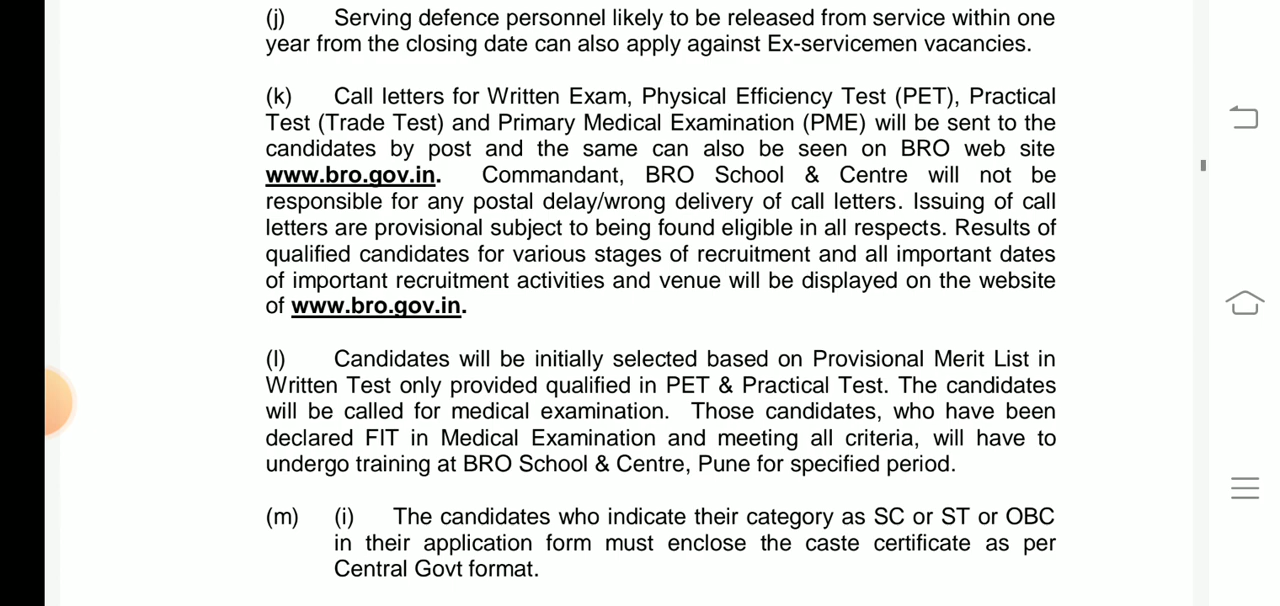 (j) Serving defence personnel likely to be released from service within one
year from the closing date can also apply against Ex-servicemen vacancies.
(k) Call letters for Written Exam, Physical Efficiency Test (PET), Practical
Test (Trade Test) and Primary Medical Examination (PME) will be sent to the
candidates by post and the same can also be seen on BRO web site
www.bro.gov.in. Commandant, BRO School & Centre will not be
responsible for any postal delay/wrong delivery of call letters. Issuing of call
letters are provisional subject to being found eligible in all respects. Results of
qualified candidates for various stages of recruitment and all important dates
of important recruitment activities and venue will be displayed on the website
of www.bro.gov.in.
(l) Candidates will be initially selected based on Provisional Merit List in
Written Test only provided qualified in PET & Practical Test. The candidates
will be called for medical examination. Those candidates, who have been
declared FIT in Medical Examination and meeting all criteria, will have to
undergo training at BRO School & Centre, Pune for specified period.
(m) (i) The candidates who indicate their category as SC or ST or OBC
in their application form must enclose the caste certificate as per
Central Govt format.